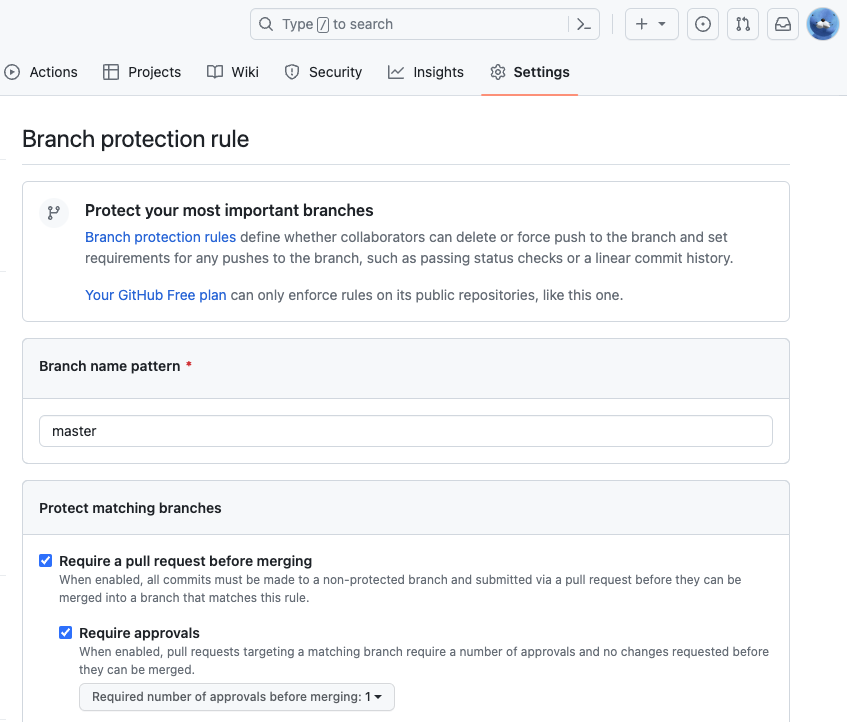 Type / to search
Actions Projects Wiki Security Insights Settings
Branch protection rule
Protect your most important branches
Branch protection rules define whether collaborators can delete or force push to the branch and set
requirements for any pushes to the branch, such as passing status checks or a linear commit history.
Your GitHub Free plan can only enforce rules on its public repositories, like this one.
Branch name pattern *
master
Protect matching branches
Require a pull request before merging
When enabled, all commits must be made to a non-protected branch and submitted via a pull request before they can be
merged into a branch that matches this rule.
Require approvals
When enabled, pull requests targeting a matching branch require a number of approvals and no changes requested before
they can be merged.
Required number of approvals before merging: 1